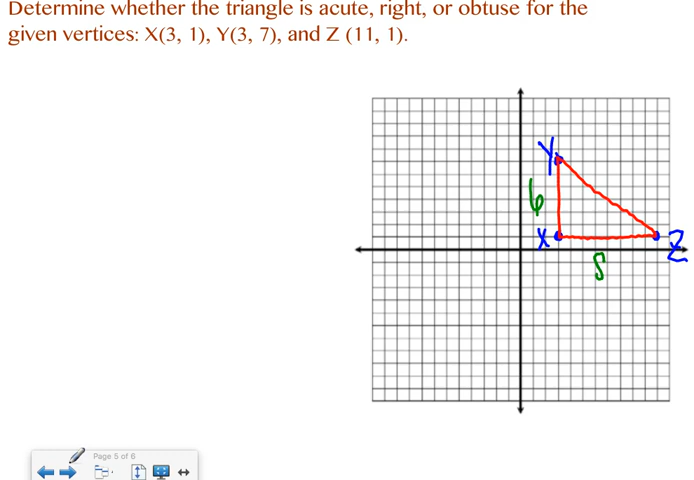 Determine whether the triangle is acute, right, or obtuse for the
given vertices: X(3, 1), Y(3, 7), and Z (11, 1).
Y
6
X
Z
8
Page 5 of 6